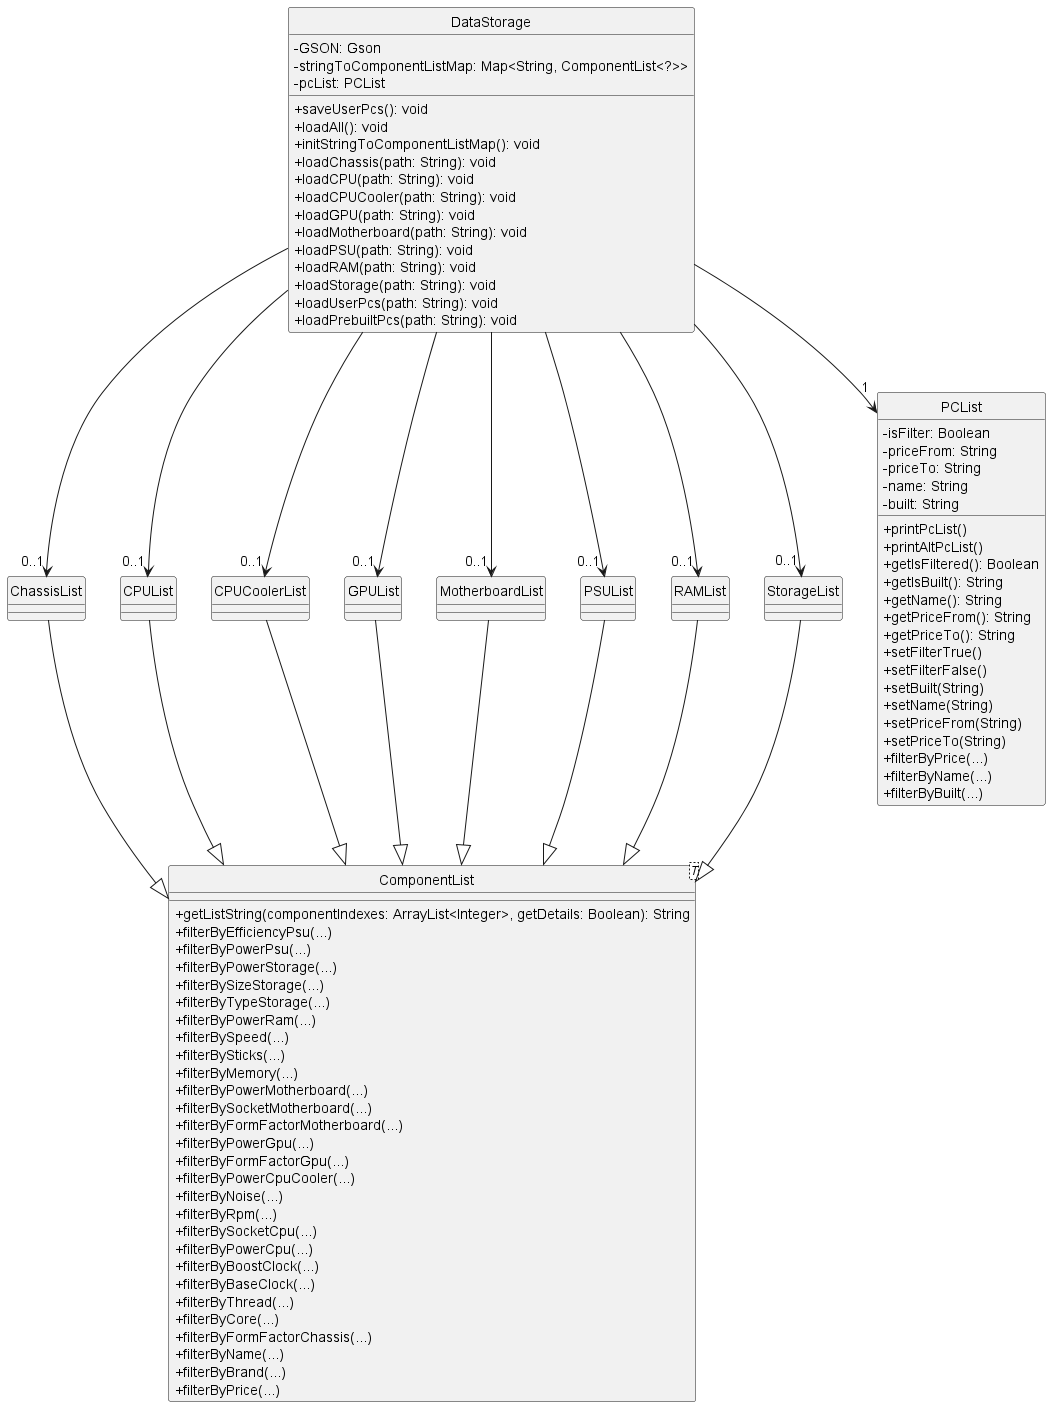 DataStorage
-GSON: Gson
-stringToComponentListMap: Map<String, ComponentList<?>>
-pcList: PCList
+saveUserPcs(): void
+loadAll(): void
+initStringToComponentListMap(): void
+loadChassis(path: String): void
+loadCPU(path: String): void
+loadCPUCooler(path: String): void
+loadGPU(path: String): void
+loadMotherboard(path: String): void
+loadPSU(path: String): void
+loadRAM(path: String): void
+loadStorage(path: String): void
+loadUserPcs(path: String): void
+loadPrebuiltPcs(path: String): void
1
PCList
-isFilter: Boolean
-priceFrom: String
-priceTo: String
-name: String
-built: String
+printPcList()
+printAltPcList()
+getIsFiltered(): Boolean
+getIsBuilt(): String
+getName(): String
+getPriceFrom(): String
+getPriceTo(): String
+setFilterTrue()
+setFilterFalse()
+setBuilt(String)
+setName(String)
+setPriceFrom(String)
+setPriceTo(String)
+filterByPrice(...)
+filterByName(...)
+filterByBuilt(...)
0..1 0..1 0..1 0..1 0..1 0..1 0..1 0..1
ChassisList CPUList CPUCoolerList GPUList MotherboardList PSUList RAMList StorageList
ComponentList T
+getListString(componentIndexes: ArrayList<Integer>, getDetails: Boolean): String
+filterByEfficiencyPsu(...)
+filterByPowerPsu(...)
+filterByPowerStorage(...)
+filterBySizeStorage(...)
+filterByTypeStorage(...)
+filterByPowerRam(...)
+filterBySpeed(...)
+filterBySticks(...)
+filterByMemory(...)
+filterByPowerMotherboard(...)
+filterBySocketMotherboard(...)
+filterByFormFactorMotherboard(...)
+filterByPowerGpu(...)
+filterByFormFactorGpu(...)
+filterByPowerCpuCooler(...)
+filterByNoise(...)
+filterByRpm(...)
+filterBySocketCpu(...)
+filterByPowerCpu(...)
+filterByBoostClock(...)
+filterByBaseClock(...)
+filterByThread(...)
+filterByCore(...)
+filterByFormFactorChassis(...)
+filterByName(...)
+filterByBrand(...)
+filterByPrice(...)